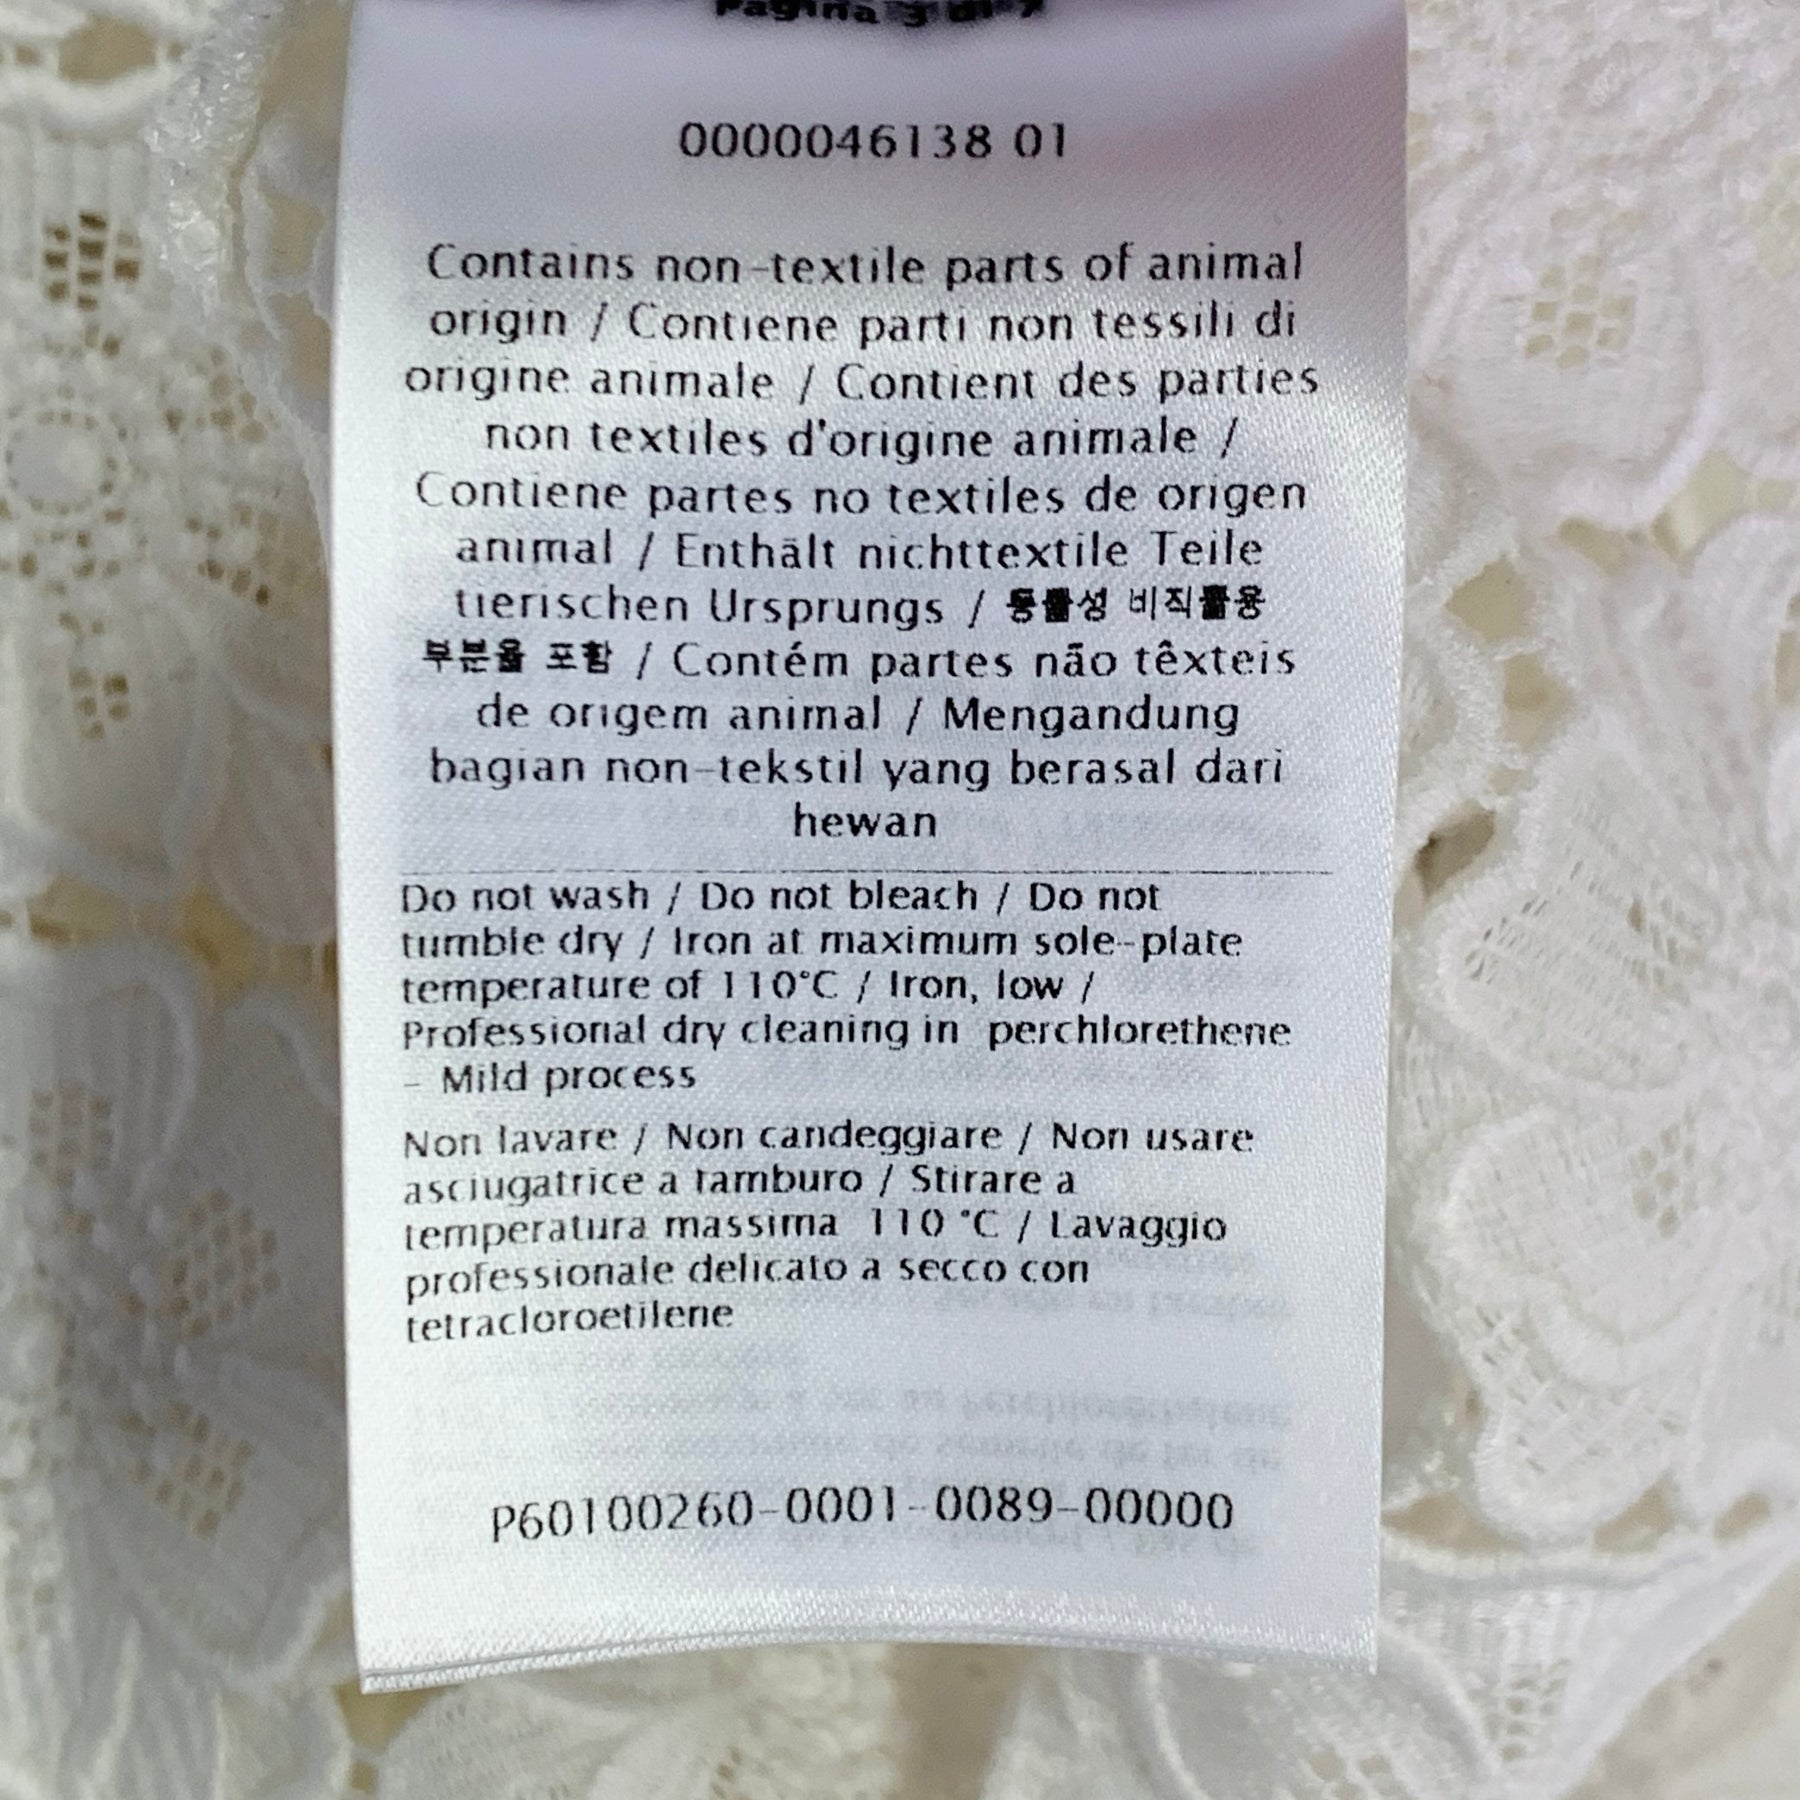 Pagina 3 di 7
0000046138 01
Contains non-textile parts of animal
origin / Contiene parti non tessili di
origine animale / Contient des parties
non textiles d'origine animale /
Contiene partes no textiles de origen
animal / Enthält nichttextile Teile
tierischen Ursprungs / 동물성 비직물용
부분을 포함 / Contém partes não têxteis
de origem animal / Mengandung
bagian non-tekstil yang berasal dari
hewan
Do not wash / Do not bleach / Do not
tumble dry / Iron at maximum sole-plate
temperature of 110°C / Iron, low /
Professional dry cleaning in perchlorethene
- Mild process
Non lavare / Non candeggiare / Non usare
asciugatrice a tamburo / Stirare a
temperatura massima 110 °C / Lavaggio
professionale delicato a secco con
tetracloroetilene
P60100260-0001-0089-00000